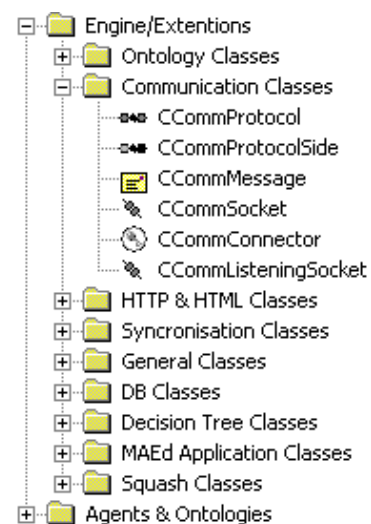 Engine/Extentions
Ontology Classes
Communication Classes
CCommProtocol
CCommProtocolSide
CCommMessage
CCommSocket
CCommConnector
CCommListeningSocket
HTTP & HTML Classes
Syncronisation Classes
General Classes
DB Classes
Decision Tree Classes
MAEd Application Classes
Squash Classes
Agents & Ontologies